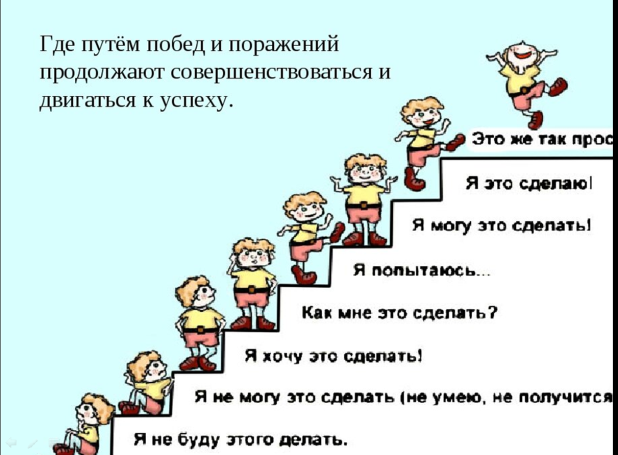 Где путём побед и поражений
продолжают совершенствоваться и
двигаться к успеху.
Это же так прос
Я это сделаю!
Я могу это сделать!
Я попытаюсь...
Как мне это сделать?
Я хочу это сделать!
Я не могу это сделать (не умею, не получится
Я не буду этого делать.